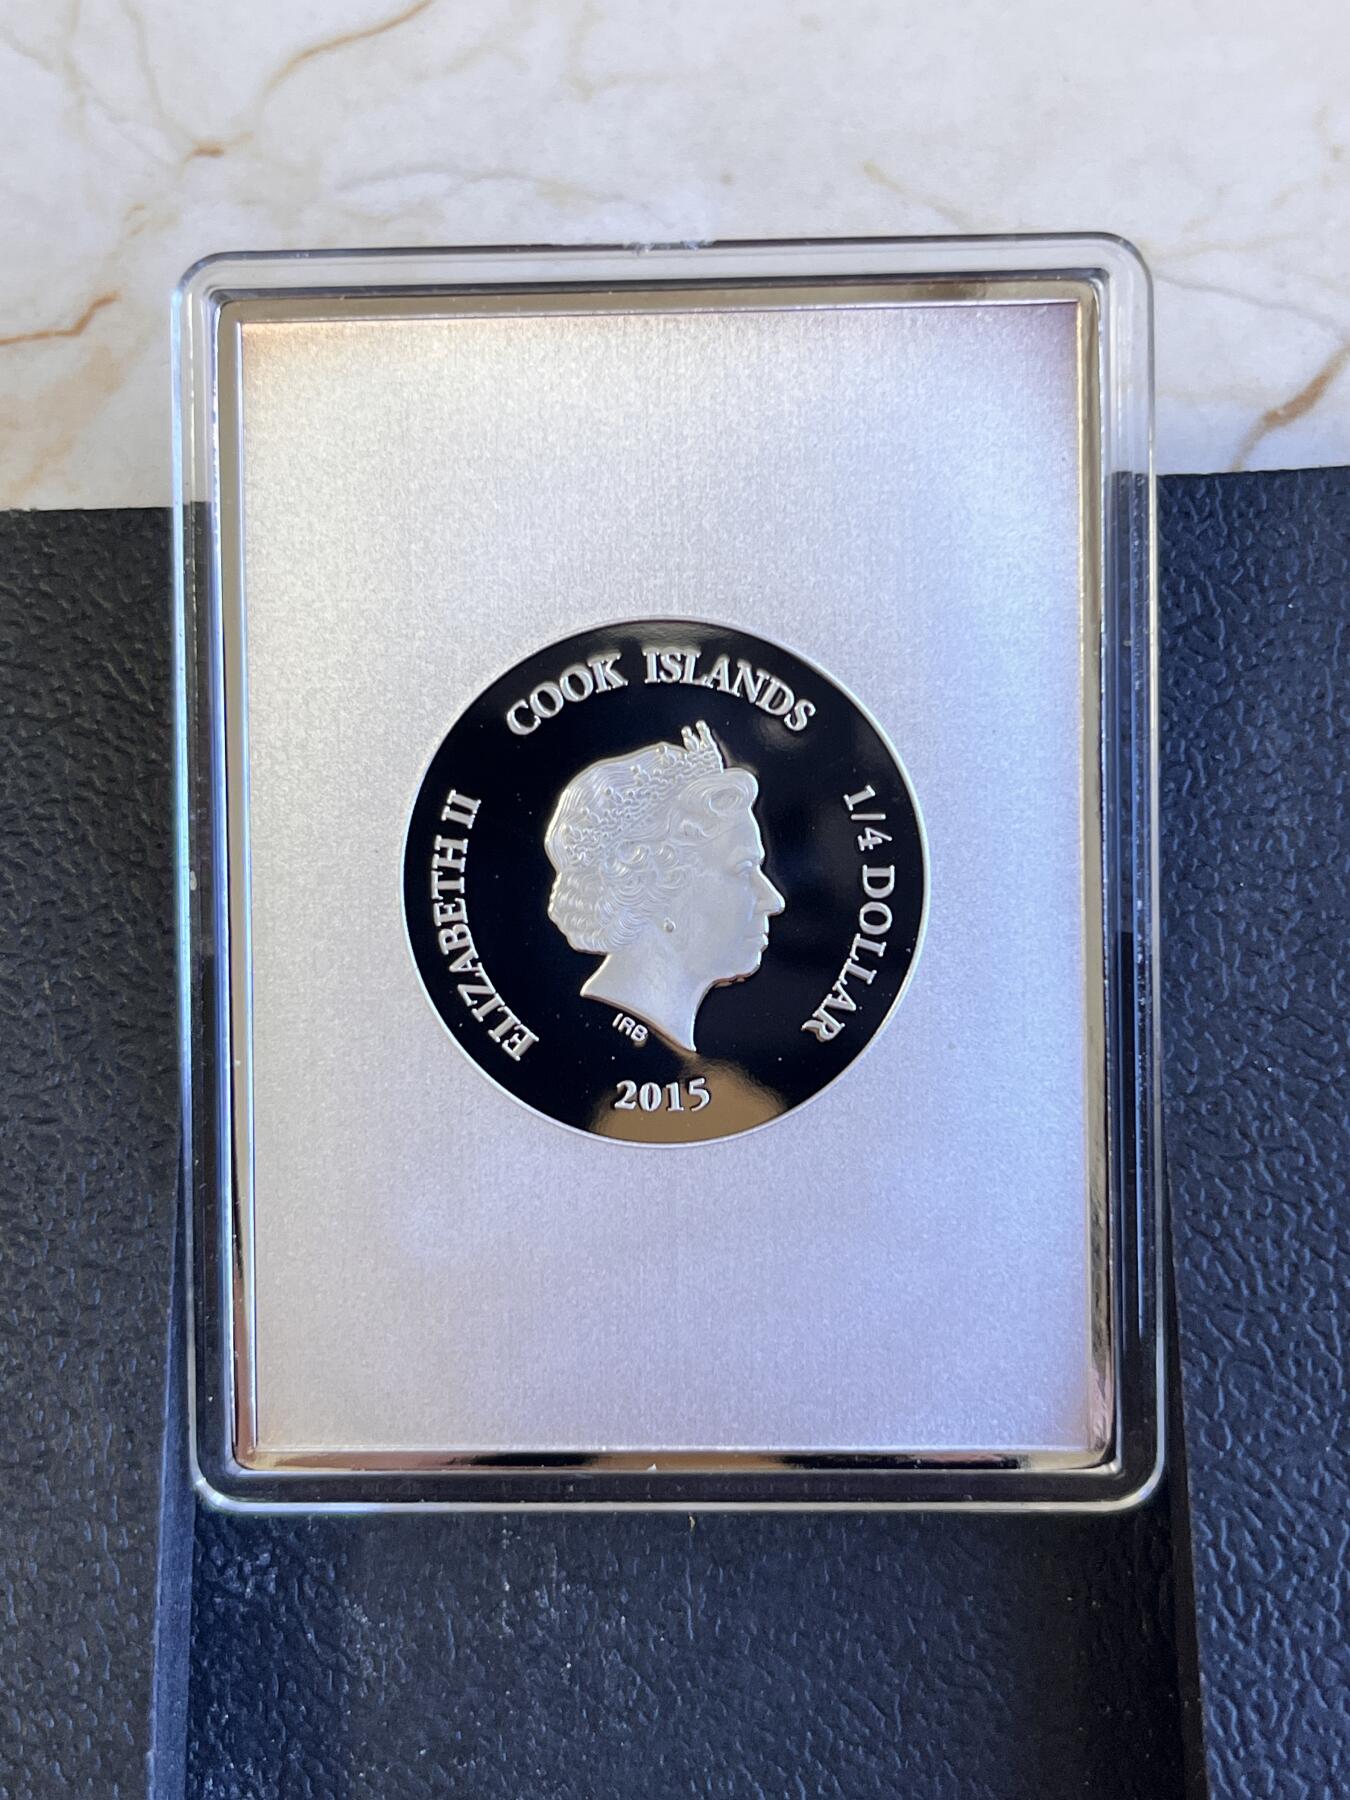 COOK ISLANDS
ELIZABETH II
1/4 DOLLAR
IRB
2015